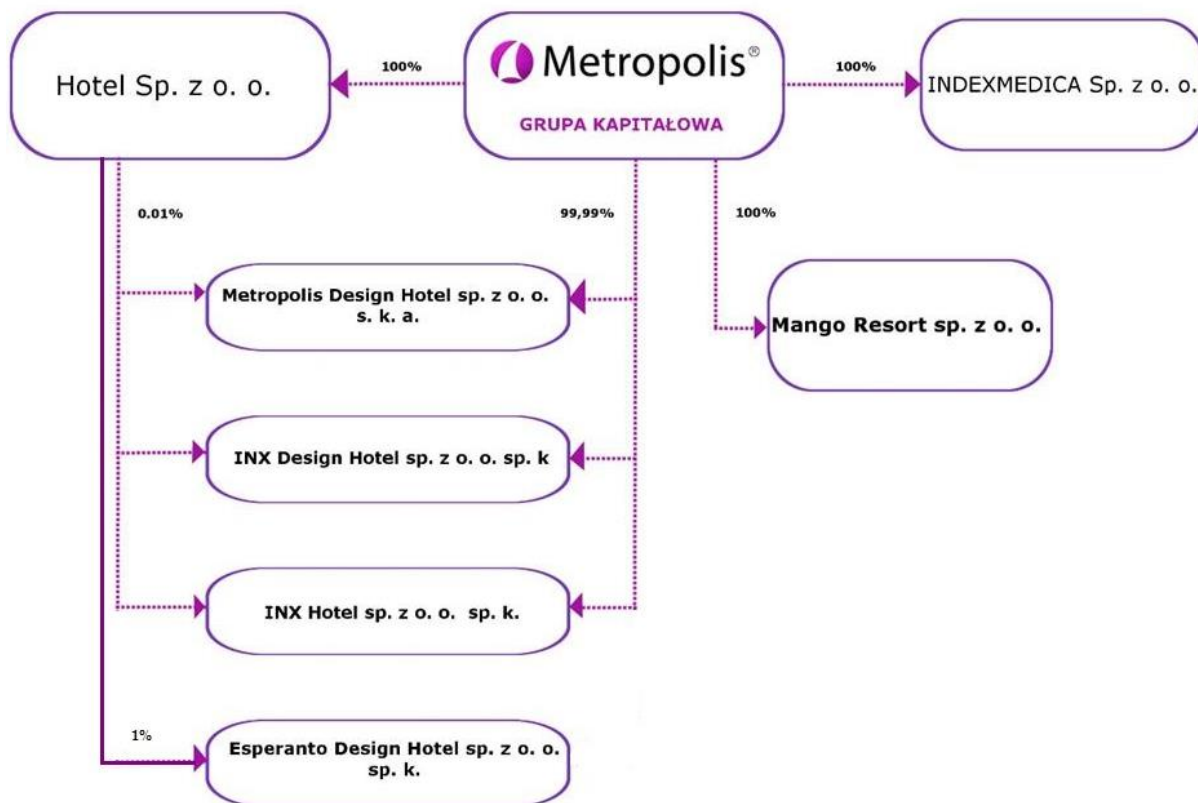 Hotel Sp. z o. o.
100%
Metropolis®
GRUPA KAPITAŁOWA
100%
INDEXMEDICA Sp. z o. o.
0.01%
99,99%
100%
Metropolis Design Hotel sp. z o. o.
s. k. a.
Mango Resort sp. z o. o.
INX Design Hotel sp. z o. o. sp. k
INX Hotel sp. z o. o. sp. k.
1%
Esperanto Design Hotel sp. z o. o.
sp. k.